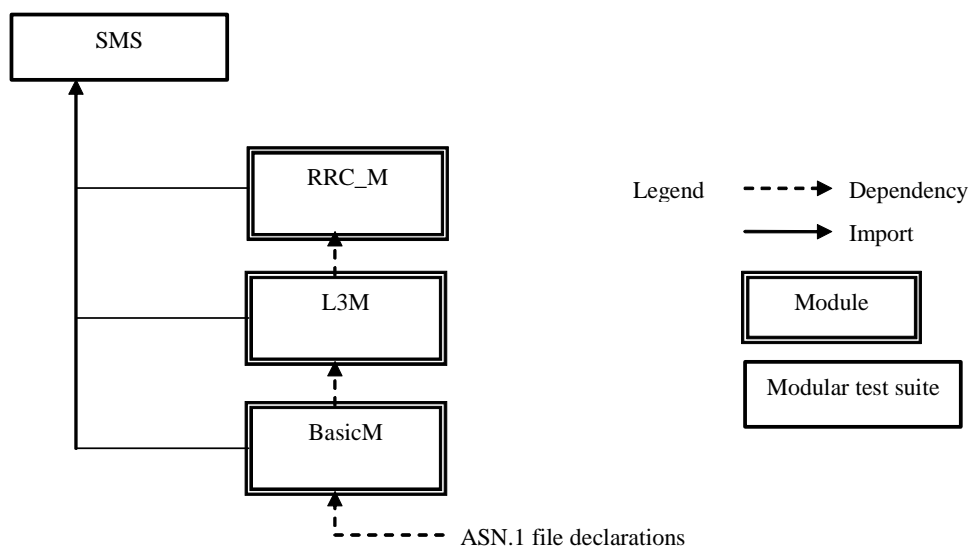 SMS
RRC_M
Legend
Dependency
Import
L3M
Module
Modular test suite
BasicM
ASN.1 file declarations